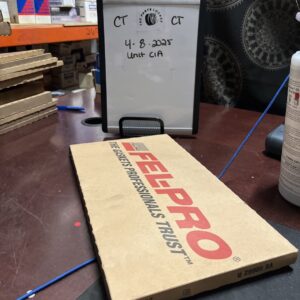 CT CT
4·8·2025
Unit C1A
FEL-PRO®
THE GASKETS PROFESSIONALS TRUST™